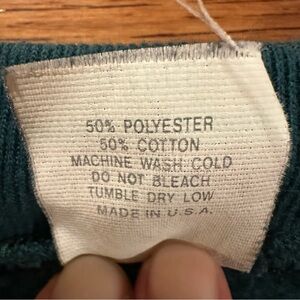 50% POLYESTER
50% COTTON
MACHINE WASH COLD
DO NOT BLEACH
TUMBLE DRY LOW
MADE IN U.S.A.